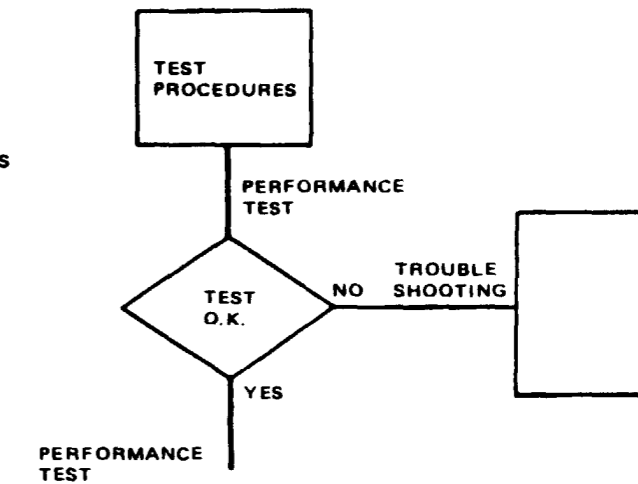 TEST
PROCEDURES
S
PERFORMANCE
TEST
TROUBLE
NO SHOOTING
TEST
O.K.
YES
PERFORMANCE
TEST